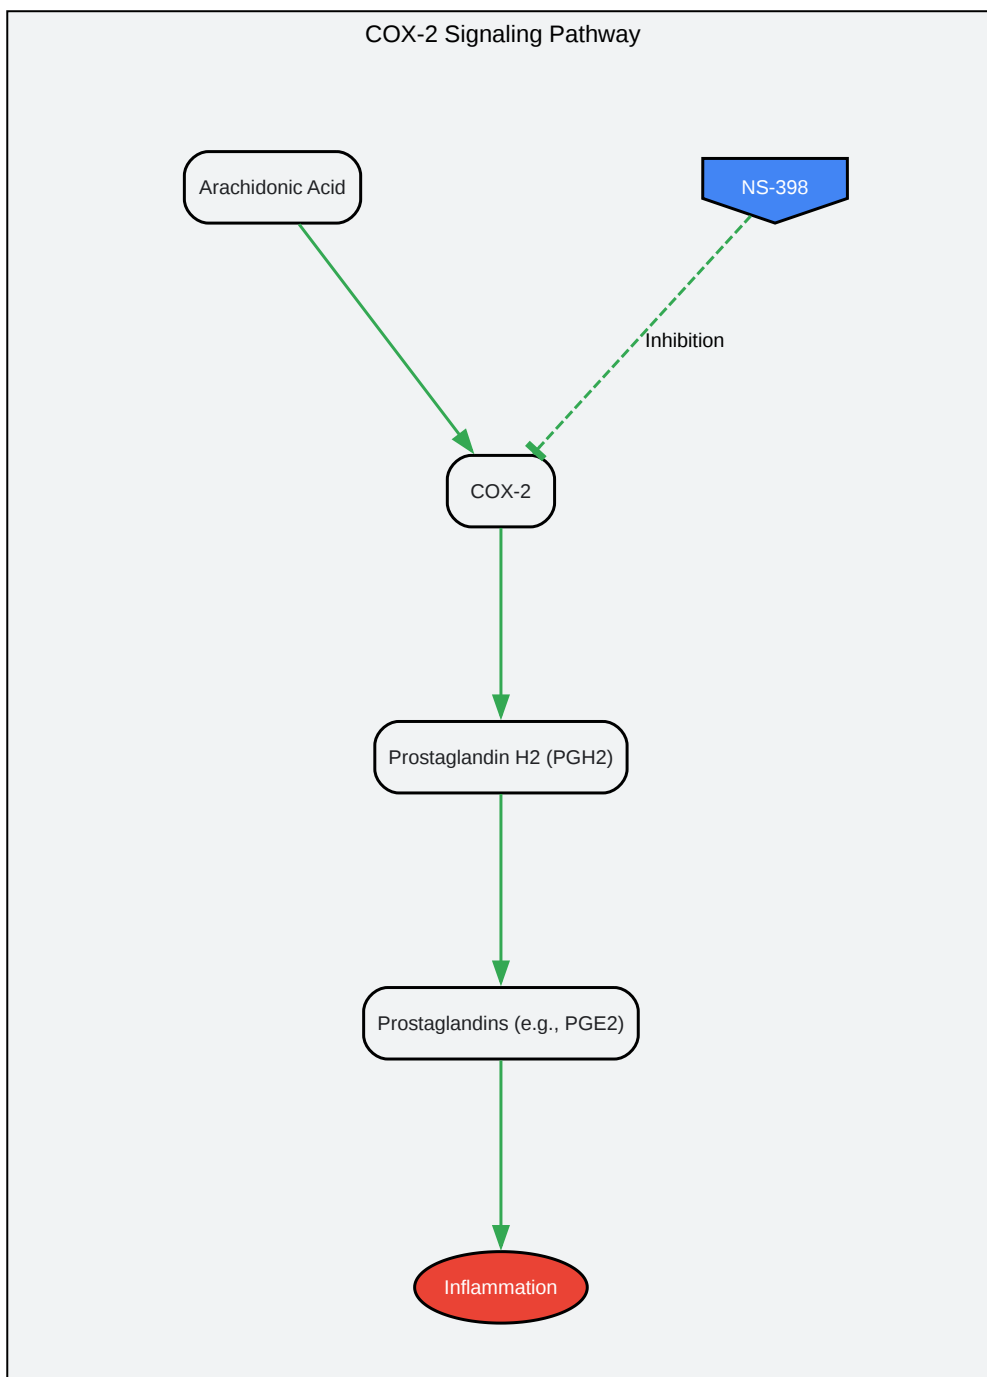 COX-2 Signaling Pathway
Arachidonic Acid
NS-398
Inhibition
COX-2
Prostaglandin H2 (PGH2)
Prostaglandins (e.g., PGE2)
Inflammation